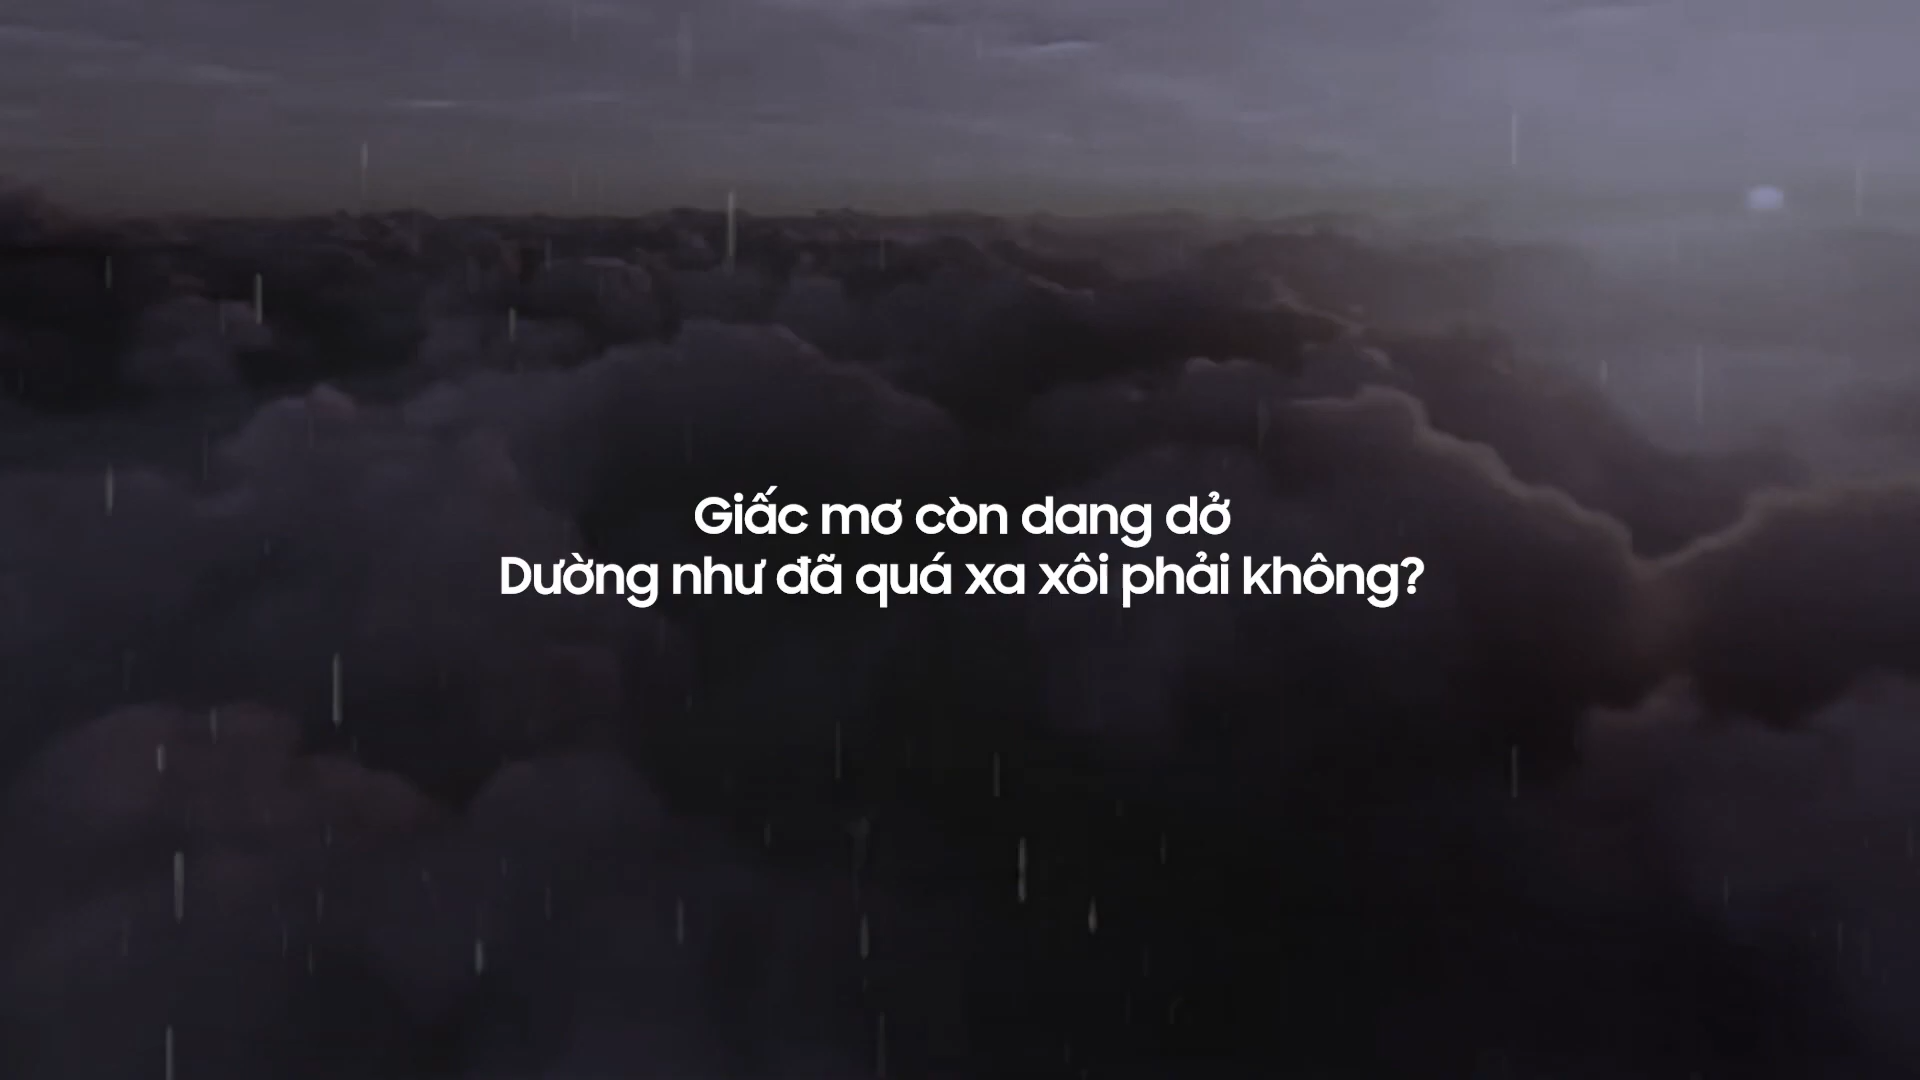 Giấc mơ còn dang dở
Dường như đã quá xa xôi phải không?